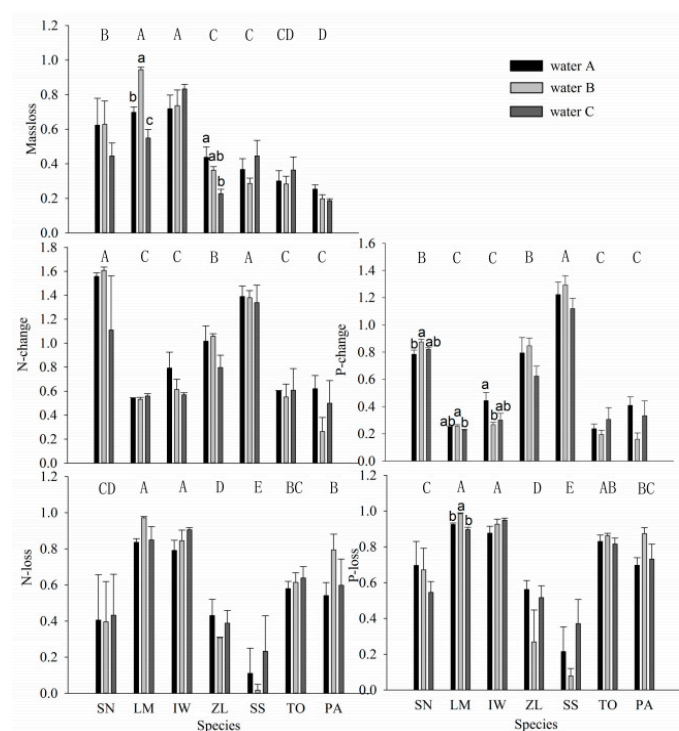 B A A C C CD D
1.2
1.0
0.8
0.6
0.4
0.2
0.0
Massloss
a
b
c
a
ab
b
water A
water B
water C
A C C B A C C
1.8
1.6
1.4
1.2
1.0
0.8
0.6
0.4
0.2
0.0
N-change
B C C B A C C
1.6
1.4
1.2
1.0
0.8
0.6
0.4
0.2
0.0
P-change
b a ab
ab a b
a b ab
CD A A D E BC B
1.2
1.0
0.8
0.6
0.4
0.2
0.0
N-loss
SN LM IW ZL SS TO PA
Species
C A A D E AB BC
1.2
1.0
0.8
0.6
0.4
0.2
0.0
P-loss
b a b
SN LM IW ZL SS TO PA
Species